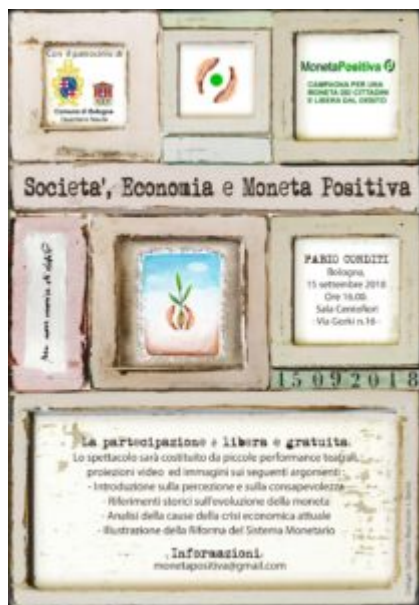 Con il patrocinio di
Comune di Bologna
MonetaPositiva
CAMPAGNA PER UNA
MONETA DEI CITTADINI
E LIBERA DAL DEBITO
Societa', Economia e Moneta Positiva
FABIO CONDITI
Bologna,
15 settembre 2018
Ore 16.00
Sala Centofiori
Via Gorki n.16
15092018
La partecipazione e libera e gratuita.
Lo spettacolo sarà costituito da piccole performance teatrali,
proiezioni video ed immagini sui seguenti argomenti:
- Introduzione sulla percezione e sulla consapevolezza
- Riferimenti storici sull'evoluzione della moneta
- Analisi della cause della crisi economica attuale
- Illustrazione della Riforma del Sistema Monetario
Informazioni
monetapositiva@gmail.com